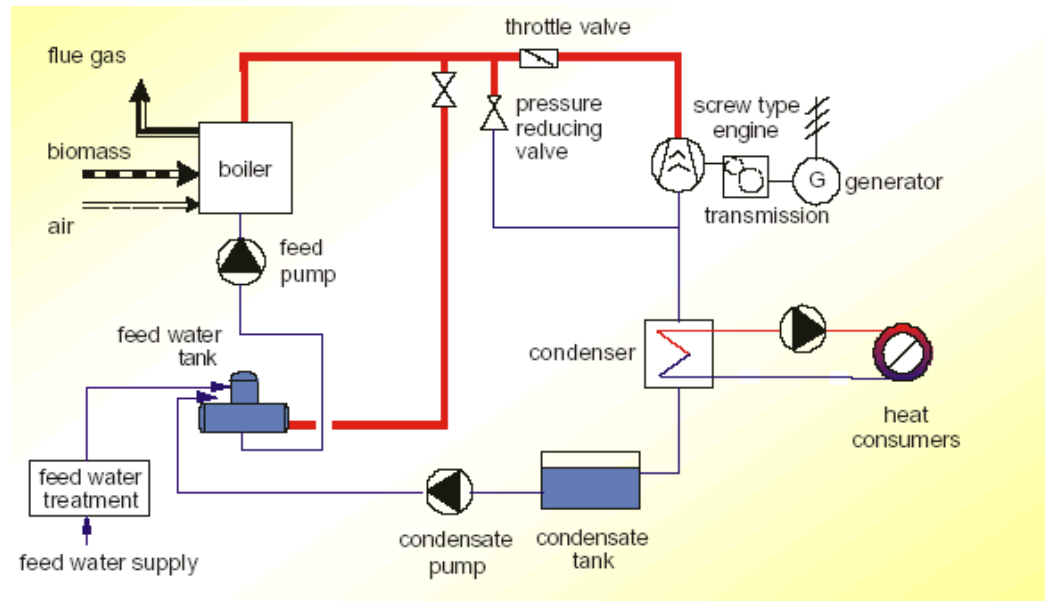 throttle valve
flue gas
pressure
reducing
valve
screw type
engine
biomass
boiler
G
generator
air
transmission
feed
pump
feed water
tank
condenser
heat
consumers
feed water
treatment
condensate
pump
condensate
tank
feed water supply